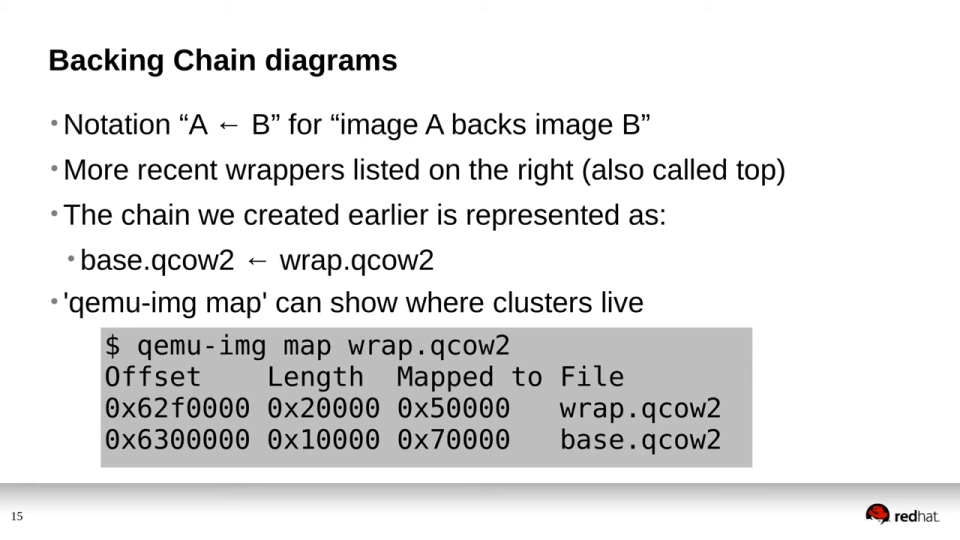 Backing Chain diagrams
•Notation “A ← B” for “image A backs image B”
•More recent wrappers listed on the right (also called top)
•The chain we created earlier is represented as:
•base.qcow2 ← wrap.qcow2
•'qemu-img map' can show where clusters live
$ qemu-img map wrap.qcow2
Offset    Length  Mapped to File
0x62f0000 0x20000 0x50000   wrap.qcow2
0x6300000 0x10000 0x70000   base.qcow2
15
redhat.